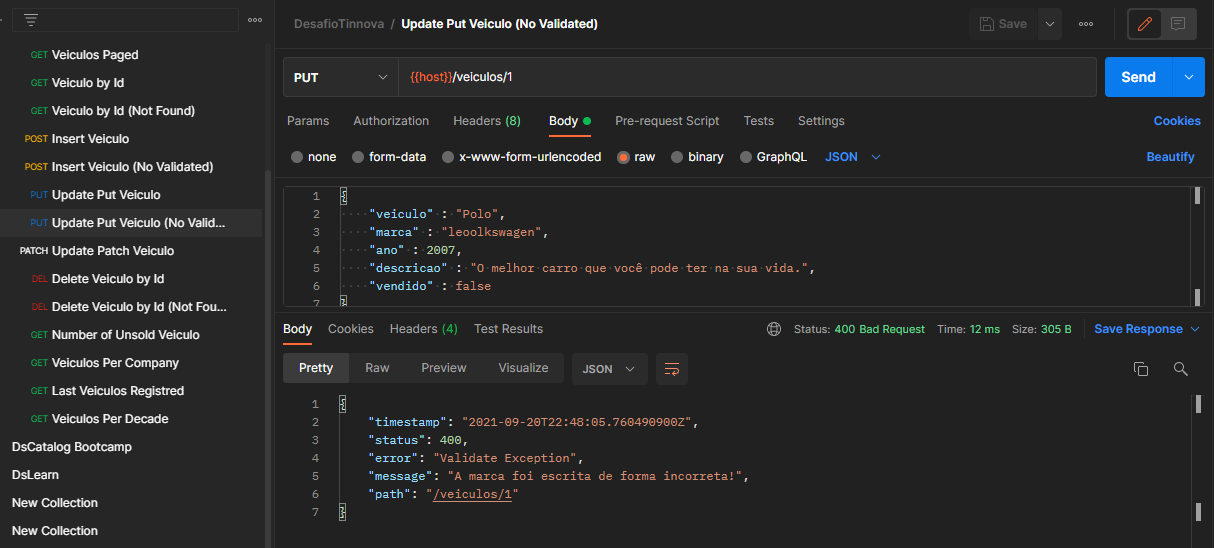 GET Veiculos Paged
GET Veiculo by Id
GET Veiculo by Id (Not Found)
POST Insert Veiculo
POST Insert Veiculo (No Validated)
PUT Update Put Veiculo
PUT Update Put Veiculo (No Valid...
PATCH Update Patch Veiculo
DEL Delete Veiculo by Id
DEL Delete Veiculo by Id (Not Fou...
GET Number of Unsold Veiculo
GET Veiculos Per Company
GET Last Veiculos Registred
GET Veiculos Per Decade
DsCatalog Bootcamp
DsLearn
New Collection
New Collection
DesafioTinnova / Update Put Veiculo (No Validated)
Save
PUT {{host}}/veiculos/1 Send
Params Authorization Headers (8) Body Pre-request Script Tests Settings Cookies
none form-data x-www-form-urlencoded raw binary GraphQL JSON Beautify
1 {
2 "veiculo" : "Polo",
3 "marca" : "leoolkswagen",
4 "ano" : 2007,
5 "descricao" : "O melhor carro que você pode ter na sua vida.",
6 "vendido" : false
7 }
Body Cookies Headers (4) Test Results Status: 400 Bad Request Time: 12 ms Size: 305 B Save Response
Pretty Raw Preview Visualize JSON
1 {
2 "timestamp": "2021-09-20T22:48:05.760490900Z",
3 "status": 400,
4 "error": "Validate Exception",
5 "message": "A marca foi escrita de forma incorreta!",
6 "path": "/veiculos/1"
7 }